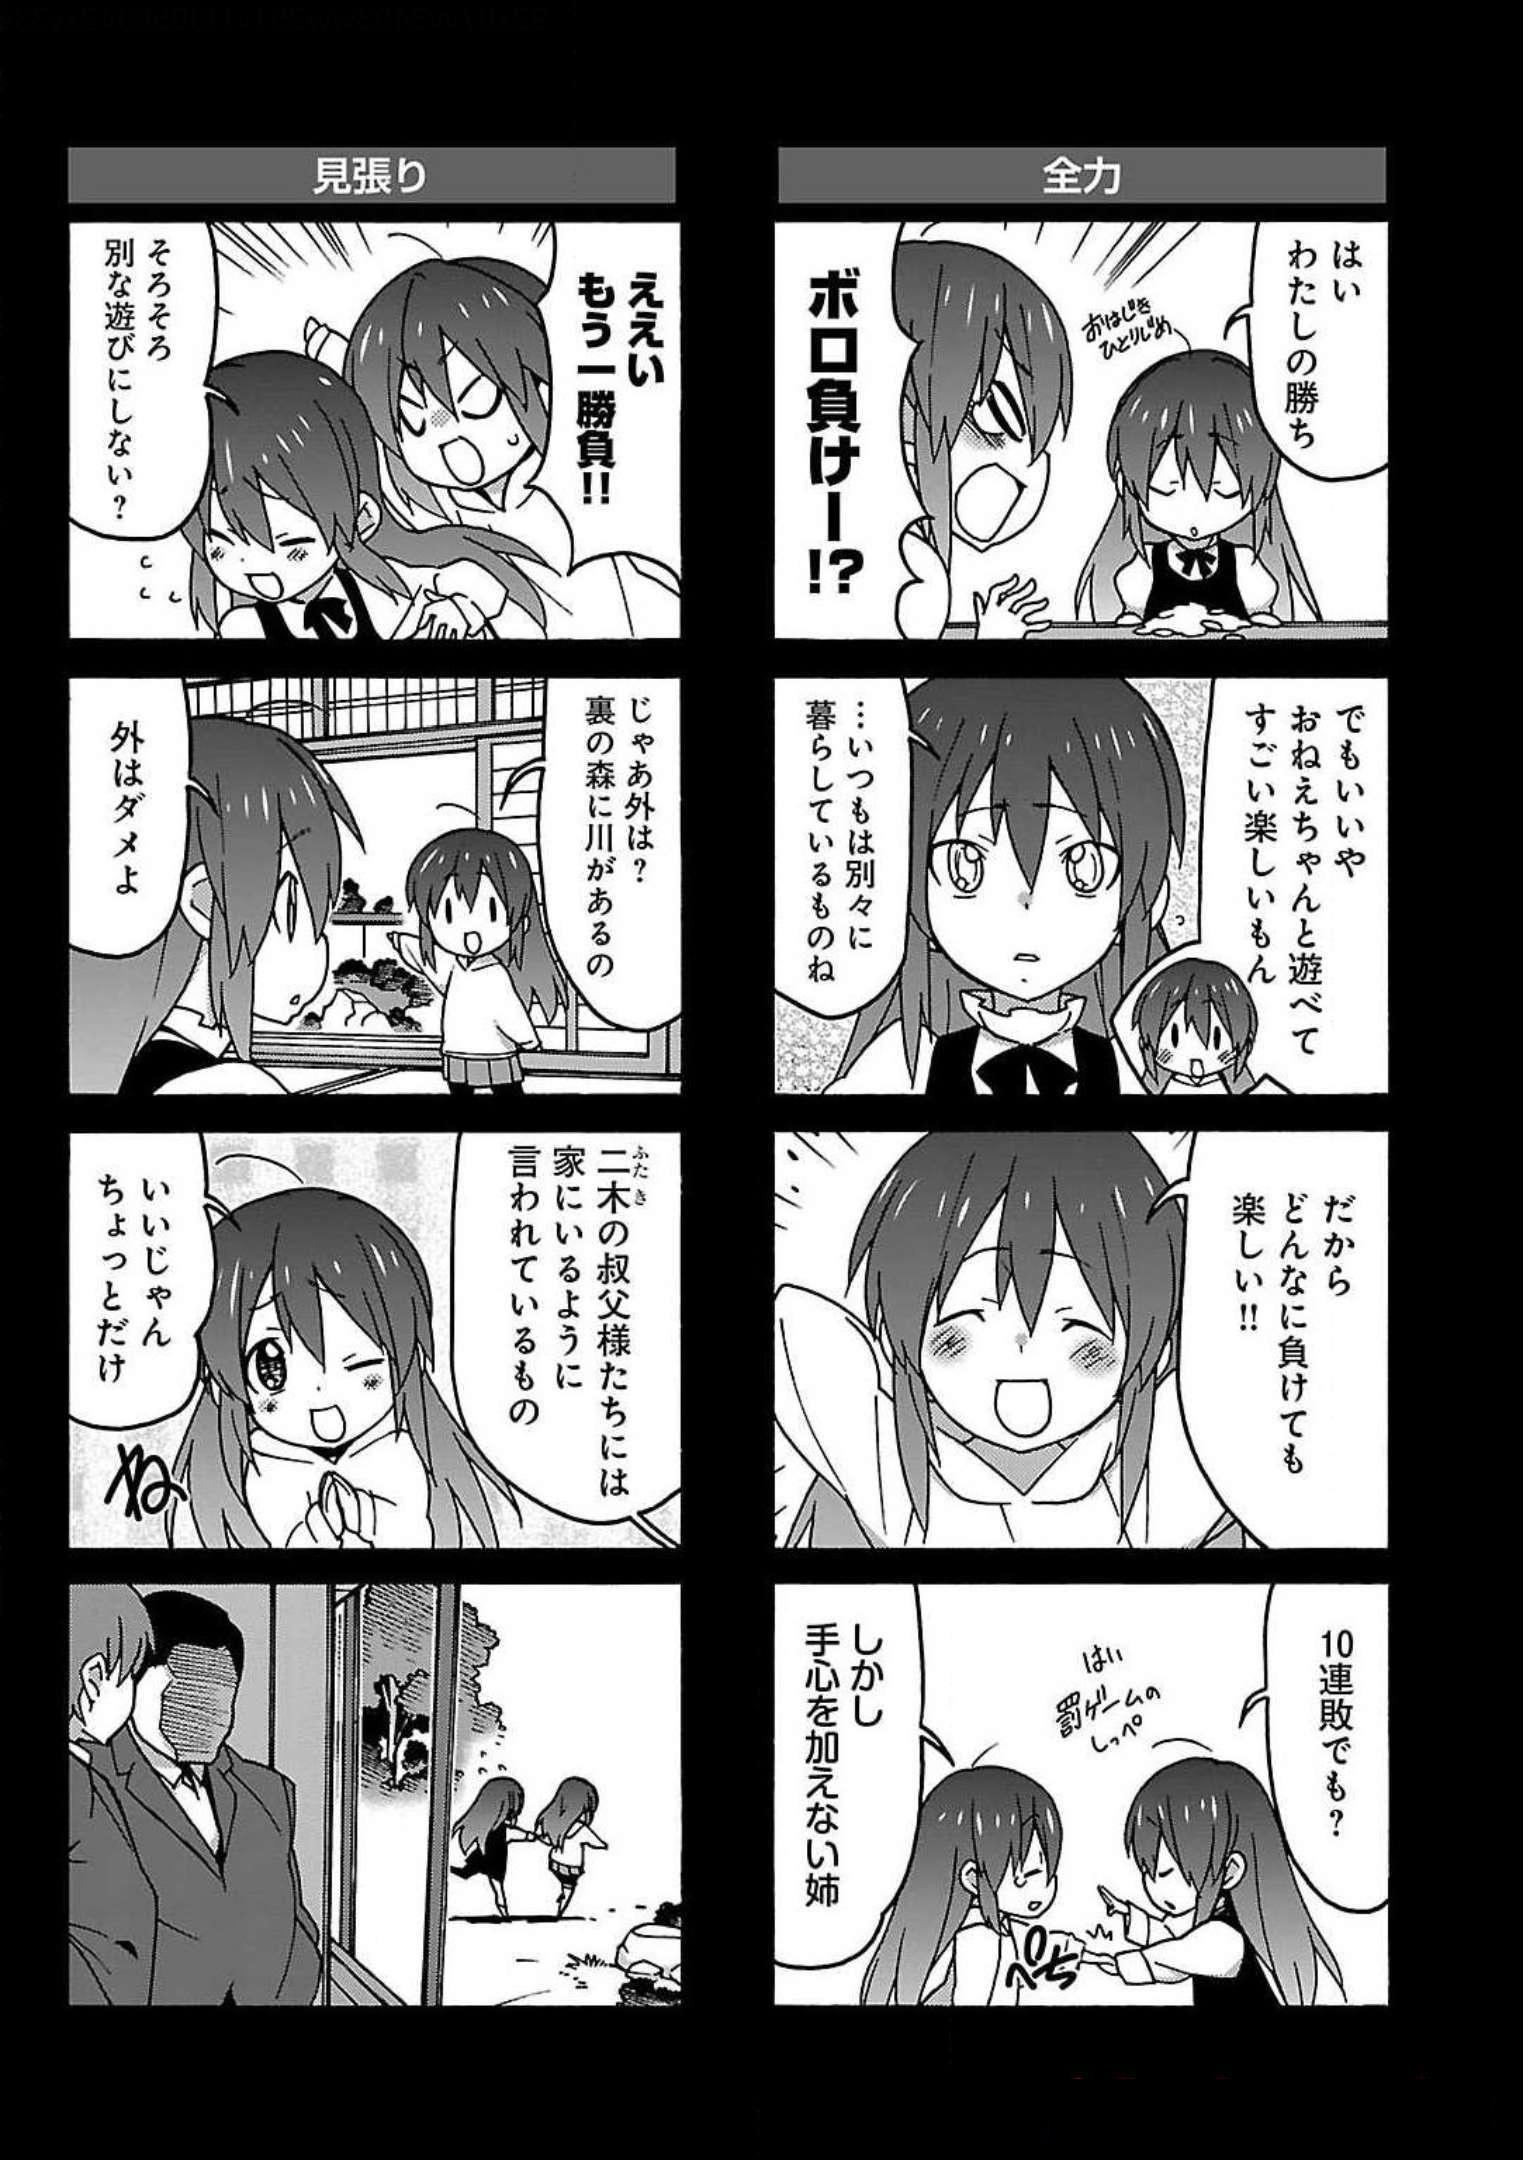 全力
はい
わたしの勝ち
おはじき
ひとりじめ
ボロ負けー!?
でもいいや
おねえちゃんと遊べて
すごい楽しいもん
…いつもは別々に
暮らしているものね
だから
どんなに負けても
楽しい!!
10連敗でも?
はい
罰ゲームの
しっぺ
ぺち
しかし
手心を加えない姉
見張り
ええい
もう一勝負!!
そろそろ
別な遊びにしない?
じゃあ外は?
裏の森に川があるの
外はダメよ
二木の叔父様たちには
ふたき
家にいるように
言われているもの
いいじゃん
ちょっとだけ
ね